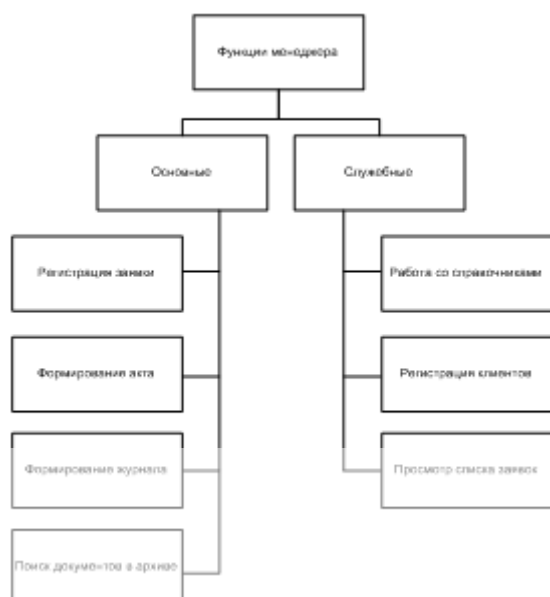 Функции менеджера
Основные
Служебные
Регистрация заявки
Работа со справочниками
Формирование акта
Регистрация клиентов
Формирование журнала
Просмотр списка заявок
Поиск документов в архиве